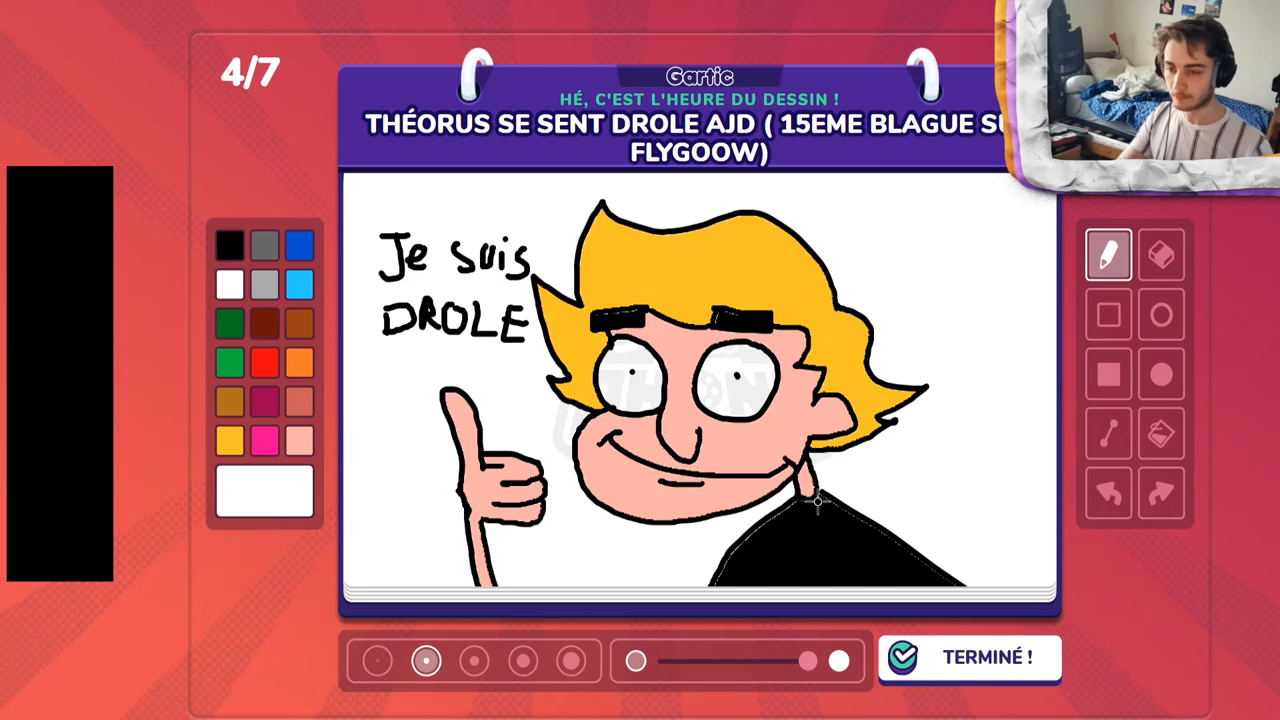 4/7
Gartic
HÉ, C'EST L'HEURE DU DESSIN !
THÉORUS SE SENT DROLE AJD ( 15EME BLAGUE SU
FLYGOOW)
Je suis
DROLE
TERMINÉ !